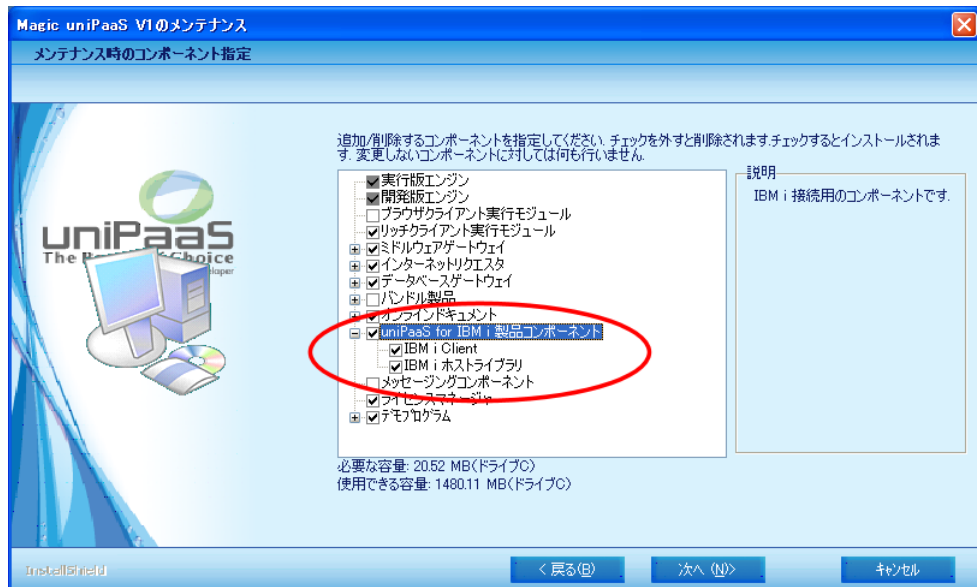 Magic uniPaaS V1のメンテナンス
メンテナンス時のコンポーネント指定
追加/削除するコンポーネントを指定してください. チェックを外すと削除されます.チェックするとインストールされま
す. 変更しないコンポーネントに対しては何も行いません.
説明
IBM i 接続用のコンポーネントです.
実行版エンジン
開発版エンジン
ブラウザクライアント実行モジュール
リッチクライアント実行モジュール
ミドルウェアゲートウェイ
インターネットリクエスタ
データベースゲートウェイ
バンドル製品
オンラインドキュメント
uniPaaS for IBM i 製品コンポーネント
IBM i Client
IBM i ホストライブラリ
メッセージングコンポーネント
ライセンスマネージャ
デモプログラム
uniPaaS
The
Choice
eloper
必要な容量: 20.52 MB(ドライブC)
使用できる容量: 1480.11 MB(ドライブC)
InstallShield
< 戻る(B)
次へ (N)>
キャンセル